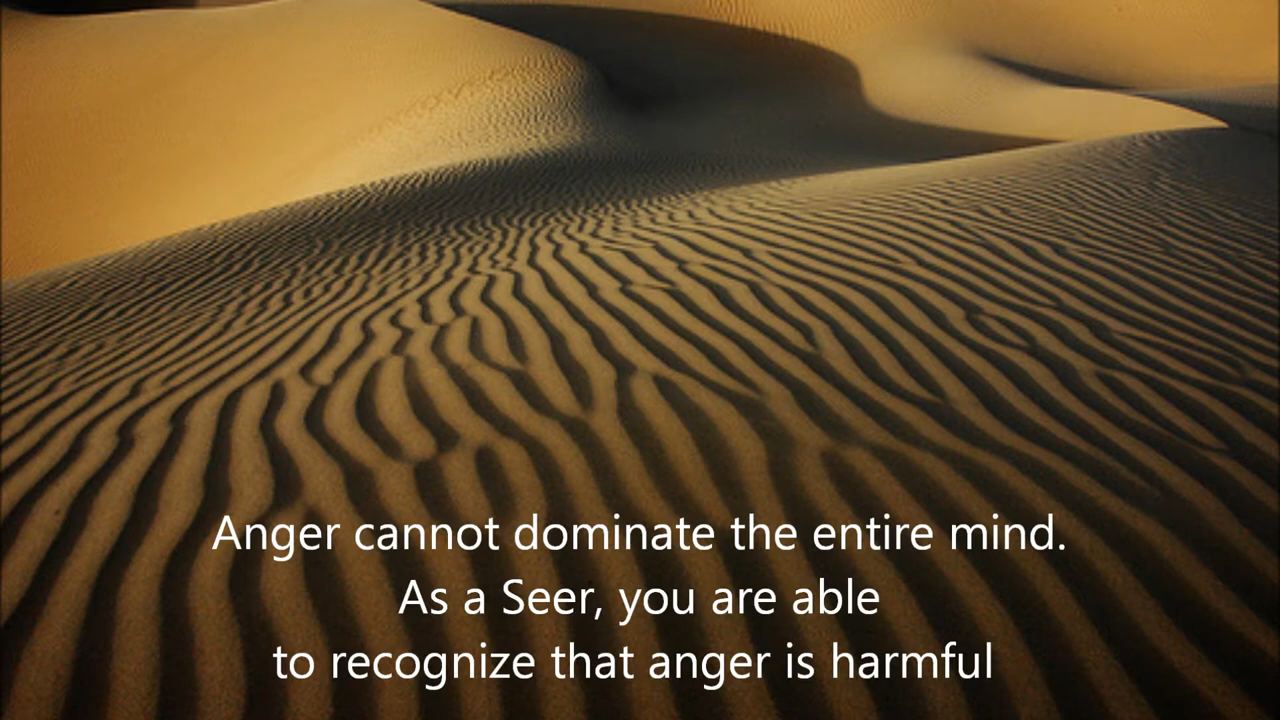 Anger cannot dominate the entire mind.
As a Seer, you are able
to recognize that anger is harmful